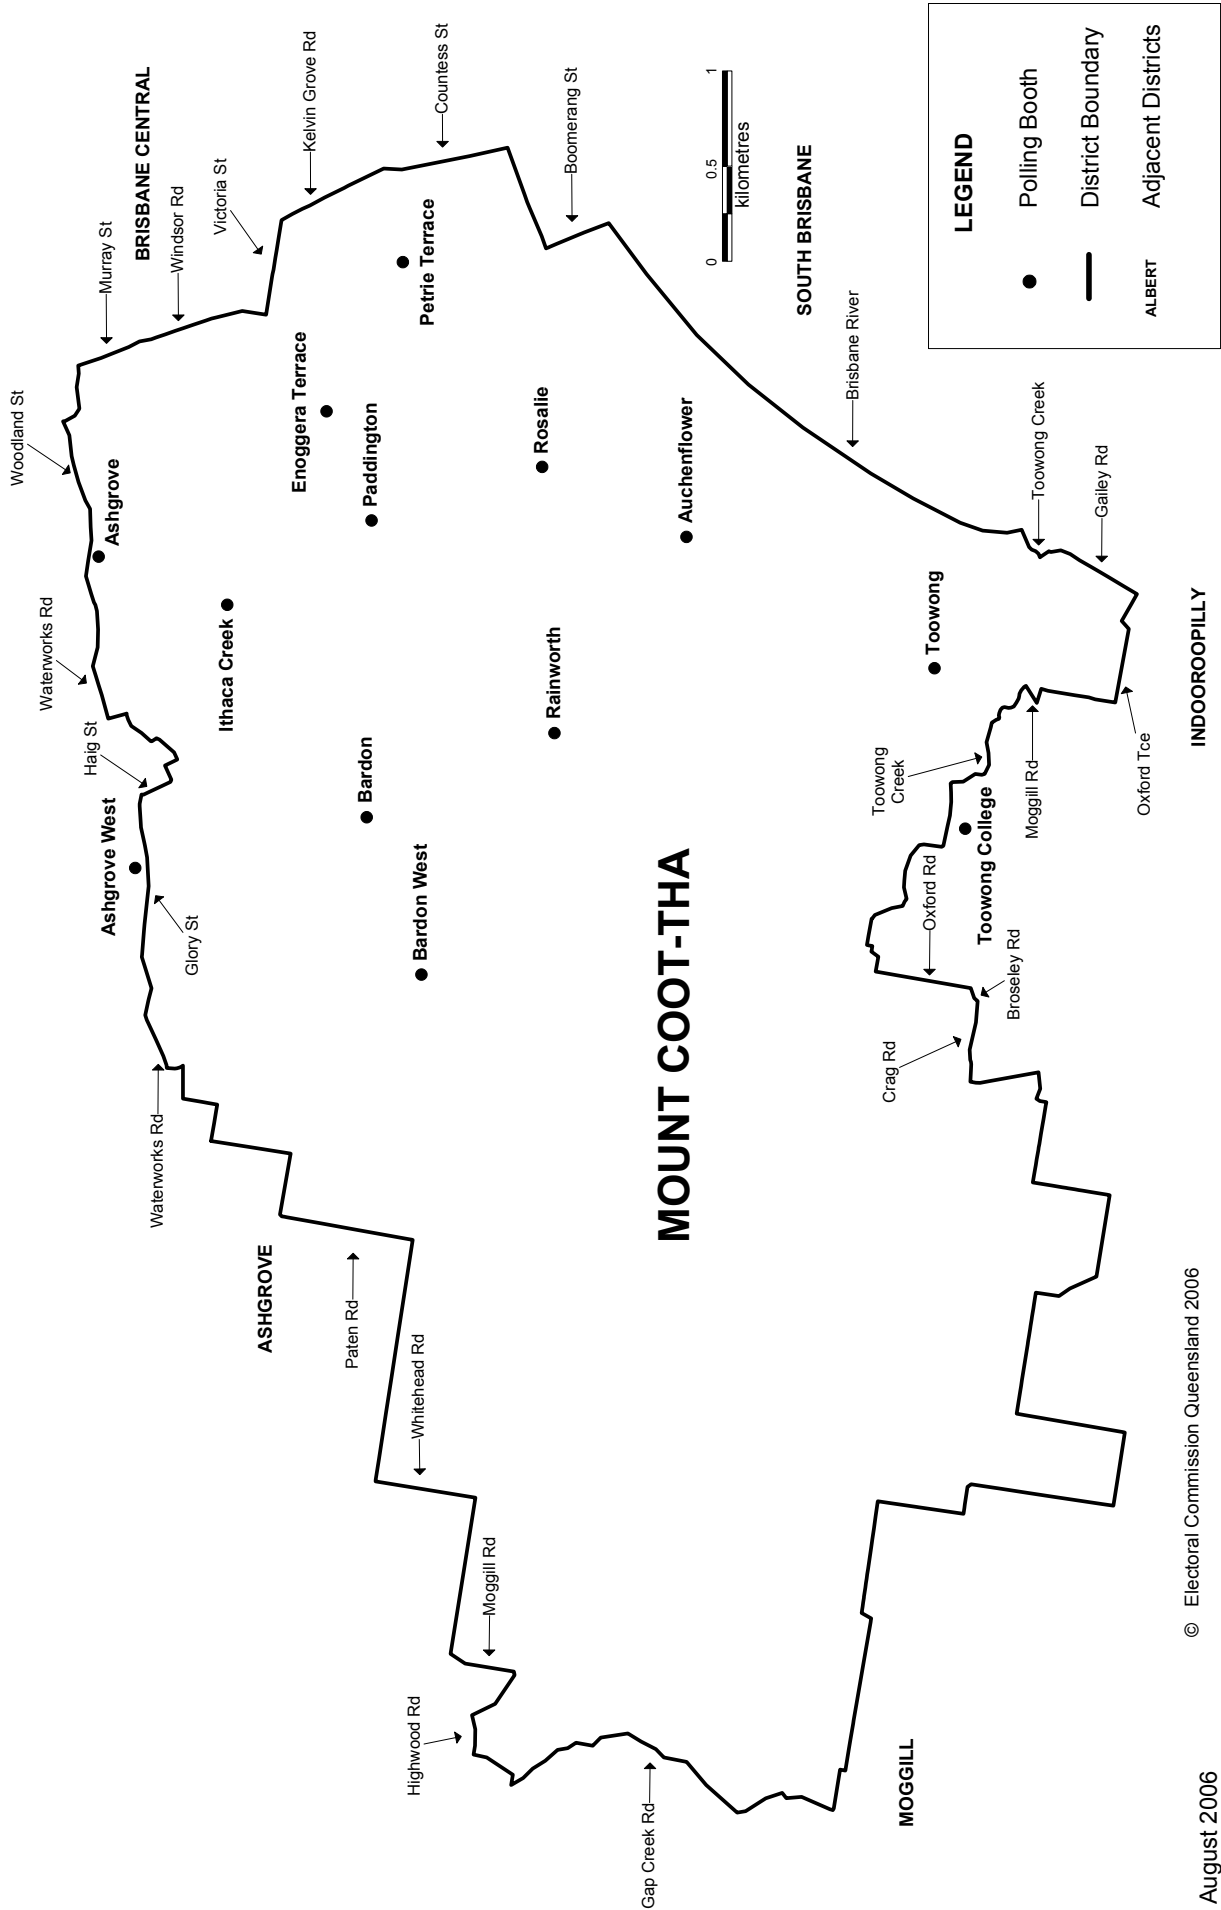 Woodland St
Murray St
BRISBANE CENTRAL
Windsor Rd
Victoria St
Kelvin Grove Rd
Countess St
Boomerang St
Waterworks Rd
Haig St
Ashgrove
Ashgrove West
Glory St
Waterworks Rd
Ithaca Creek
Enoggera Terrace
Petrie Terrace
Paddington
Bardon
Bardon West
Rosalie
Rainworth
Auchenflower
ASHGROVE
Paten Rd
Whitehead Rd
Moggill Rd
Highwood Rd
Gap Creek Rd
MOUNT COOT-THA
0
0.5
1
kilometres
SOUTH BRISBANE
Brisbane River
Toowong Creek
Gailey Rd
Toowong
Toowong
Creek
Moggill Rd
Oxford Tce
Toowong College
Oxford Rd
Broseley Rd
Crag Rd
INDOOROOPILLY
MOGGILL
LEGEND
Polling Booth
District Boundary
ALBERT Adjacent Districts
© Electoral Commission Queensland 2006
August 2006